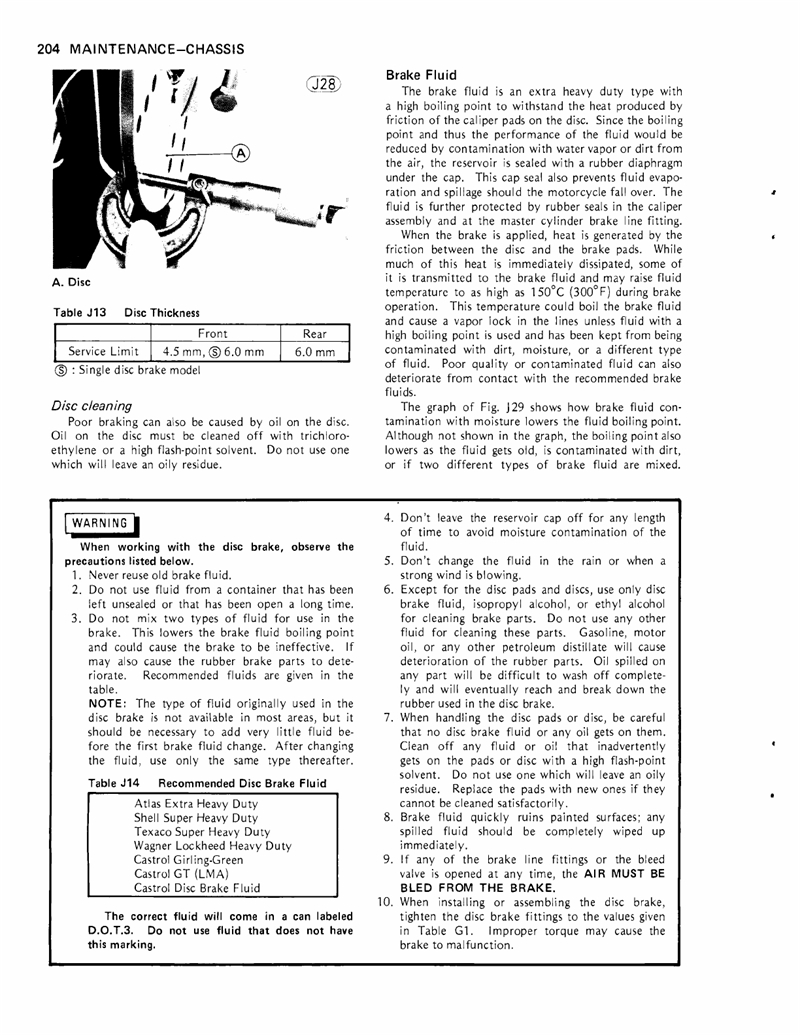 204 MAINTENANCE–CHASSIS
J28
A
A. Disc
Table J13 Disc Thickness
Front Rear
Service Limit 4.5 mm, Ⓢ 6.0 mm 6.0 mm
Ⓢ : Single disc brake model
Disc cleaning
Poor braking can also be caused by oil on the disc.
Oil on the disc must be cleaned off with trichloro-
ethylene or a high flash-point solvent. Do not use one
which will leave an oily residue.
Brake Fluid
The brake fluid is an extra heavy duty type with
a high boiling point to withstand the heat produced by
friction of the caliper pads on the disc. Since the boiling
point and thus the performance of the fluid would be
reduced by contamination with water vapor or dirt from
the air, the reservoir is sealed with a rubber diaphragm
under the cap. This cap seal also prevents fluid evapo-
ration and spillage should the motorcycle fall over. The
fluid is further protected by rubber seals in the caliper
assembly and at the master cylinder brake line fitting.
When the brake is applied, heat is generated by the
friction between the disc and the brake pads. While
much of this heat is immediately dissipated, some of
it is transmitted to the brake fluid and may raise fluid
temperature to as high as 150°C (300°F) during brake
operation. This temperature could boil the brake fluid
and cause a vapor lock in the lines unless fluid with a
high boiling point is used and has been kept from being
contaminated with dirt, moisture, or a different type
of fluid. Poor quality or contaminated fluid can also
deteriorate from contact with the recommended brake
fluids.
The graph of Fig. J29 shows how brake fluid con-
tamination with moisture lowers the fluid boiling point.
Although not shown in the graph, the boiling point also
lowers as the fluid gets old, is contaminated with dirt,
or if two different types of brake fluid are mixed.
WARNING
When working with the disc brake, observe the
precautions listed below.
1. Never reuse old brake fluid.
2. Do not use fluid from a container that has been
left unsealed or that has been open a long time.
3. Do not mix two types of fluid for use in the
brake. This lowers the brake fluid boiling point
and could cause the brake to be ineffective. If
may also cause the rubber brake parts to dete-
riorate. Recommended fluids are given in the
table.
NOTE: The type of fluid originally used in the
disc brake is not available in most areas, but it
should be necessary to add very little fluid be-
fore the first brake fluid change. After changing
the fluid, use only the same type thereafter.
Table J14 Recommended Disc Brake Fluid
Atlas Extra Heavy Duty
Shell Super Heavy Duty
Texaco Super Heavy Duty
Wagner Lockheed Heavy Duty
Castrol Girling-Green
Castrol GT (LMA)
Castrol Disc Brake Fluid
The correct fluid will come in a can labeled
D.O.T.3. Do not use fluid that does not have
this marking.
4. Don't leave the reservoir cap off for any length
of time to avoid moisture contamination of the
fluid.
5. Don't change the fluid in the rain or when a
strong wind is blowing.
6. Except for the disc pads and discs, use only disc
brake fluid, isopropyl alcohol, or ethyl alcohol
for cleaning brake parts. Do not use any other
fluid for cleaning these parts. Gasoline, motor
oil, or any other petroleum distillate will cause
deterioration of the rubber parts. Oil spilled on
any part will be difficult to wash off complete-
ly and will eventually reach and break down the
rubber used in the disc brake.
7. When handling the disc pads or disc, be careful
that no disc brake fluid or any oil gets on them.
Clean off any fluid or oil that inadvertently
gets on the pads or disc with a high flash-point
solvent. Do not use one which will leave an oily
residue. Replace the pads with new ones if they
cannot be cleaned satisfactorily.
8. Brake fluid quickly ruins painted surfaces; any
spilled fluid should be completely wiped up
immediately.
9. If any of the brake line fittings or the bleed
valve is opened at any time, the AIR MUST BE
BLED FROM THE BRAKE.
10. When installing or assembling the disc brake,
tighten the disc brake fittings to the values given
in Table G1. Improper torque may cause the
brake to malfunction.